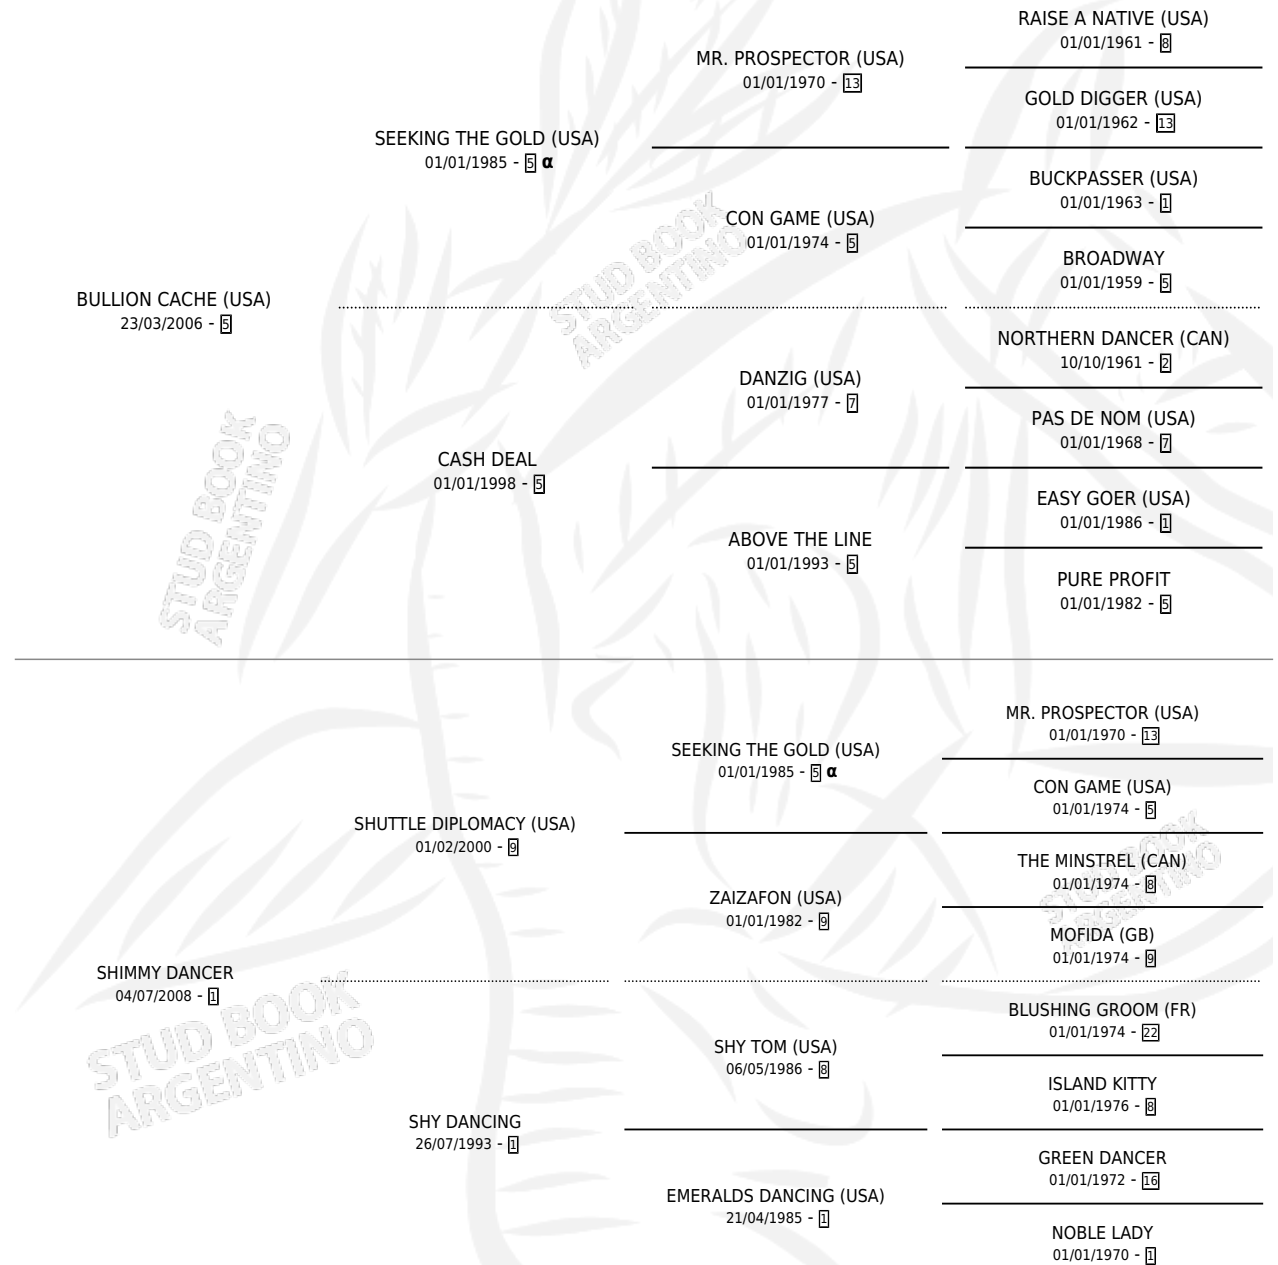 RAISE A NATIVE (USA)
01/01/1961 - 8
MR. PROSPECTOR (USA)
01/01/1970 - 13
GOLD DIGGER (USA)
01/01/1962 - 13
SEEKING THE GOLD (USA)
01/01/1985 - 5 α
BUCKPASSER (USA)
01/01/1963 - 1
CON GAME (USA)
01/01/1974 - 5
BROADWAY
01/01/1959 - 5
BULLION CACHE (USA)
23/03/2006 - 5
NORTHERN DANCER (CAN)
10/10/1961 - 2
DANZIG (USA)
01/01/1977 - 7
PAS DE NOM (USA)
01/01/1968 - 7
CASH DEAL
01/01/1998 - 5
EASY GOER (USA)
01/01/1986 - 1
ABOVE THE LINE
01/01/1993 - 5
PURE PROFIT
01/01/1982 - 5
STUD BOOK
ARGENTINO
STUD BOOK
ARGENTINO
MR. PROSPECTOR (USA)
01/01/1970 - 13
SEEKING THE GOLD (USA)
01/01/1985 - 5 α
CON GAME (USA)
01/01/1974 - 5
SHUTTLE DIPLOMACY (USA)
01/02/2000 - 9
THE MINSTREL (CAN)
01/01/1974 - 8
ZAIZAFON (USA)
01/01/1982 - 9
MOFIDA (GB)
01/01/1974 - 9
SHIMMY DANCER
04/07/2008 - 1
BLUSHING GROOM (FR)
01/01/1974 - 22
SHY TOM (USA)
06/05/1986 - 8
ISLAND KITTY
01/01/1976 - 8
SHY DANCING
26/07/1993 - 1
GREEN DANCER
01/01/1972 - 16
EMERALDS DANCING (USA)
21/04/1985 - 1
NOBLE LADY
01/01/1970 - 1
STUD BOOK
ARGENTINO
STUD BOOK
ARGENTINO